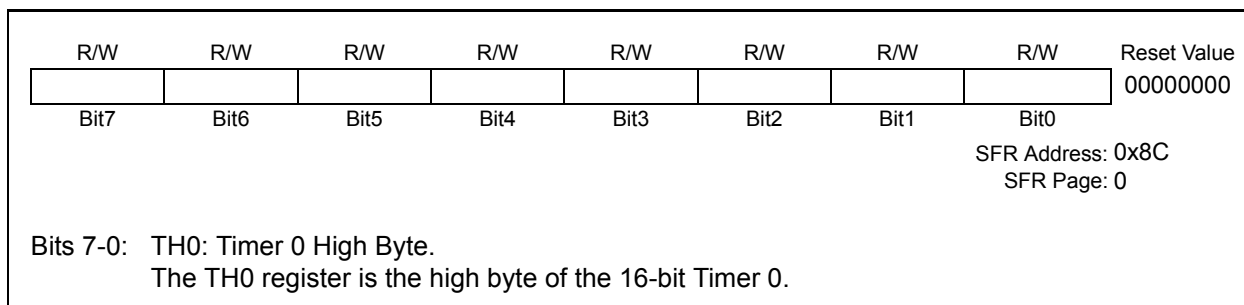 R/W R/W R/W R/W R/W R/W R/W R/W Reset Value
00000000
Bit7 Bit6 Bit5 Bit4 Bit3 Bit2 Bit1 Bit0
SFR Address: 0x8C
SFR Page: 0
Bits 7-0: TH0: Timer 0 High Byte.
The TH0 register is the high byte of the 16-bit Timer 0.